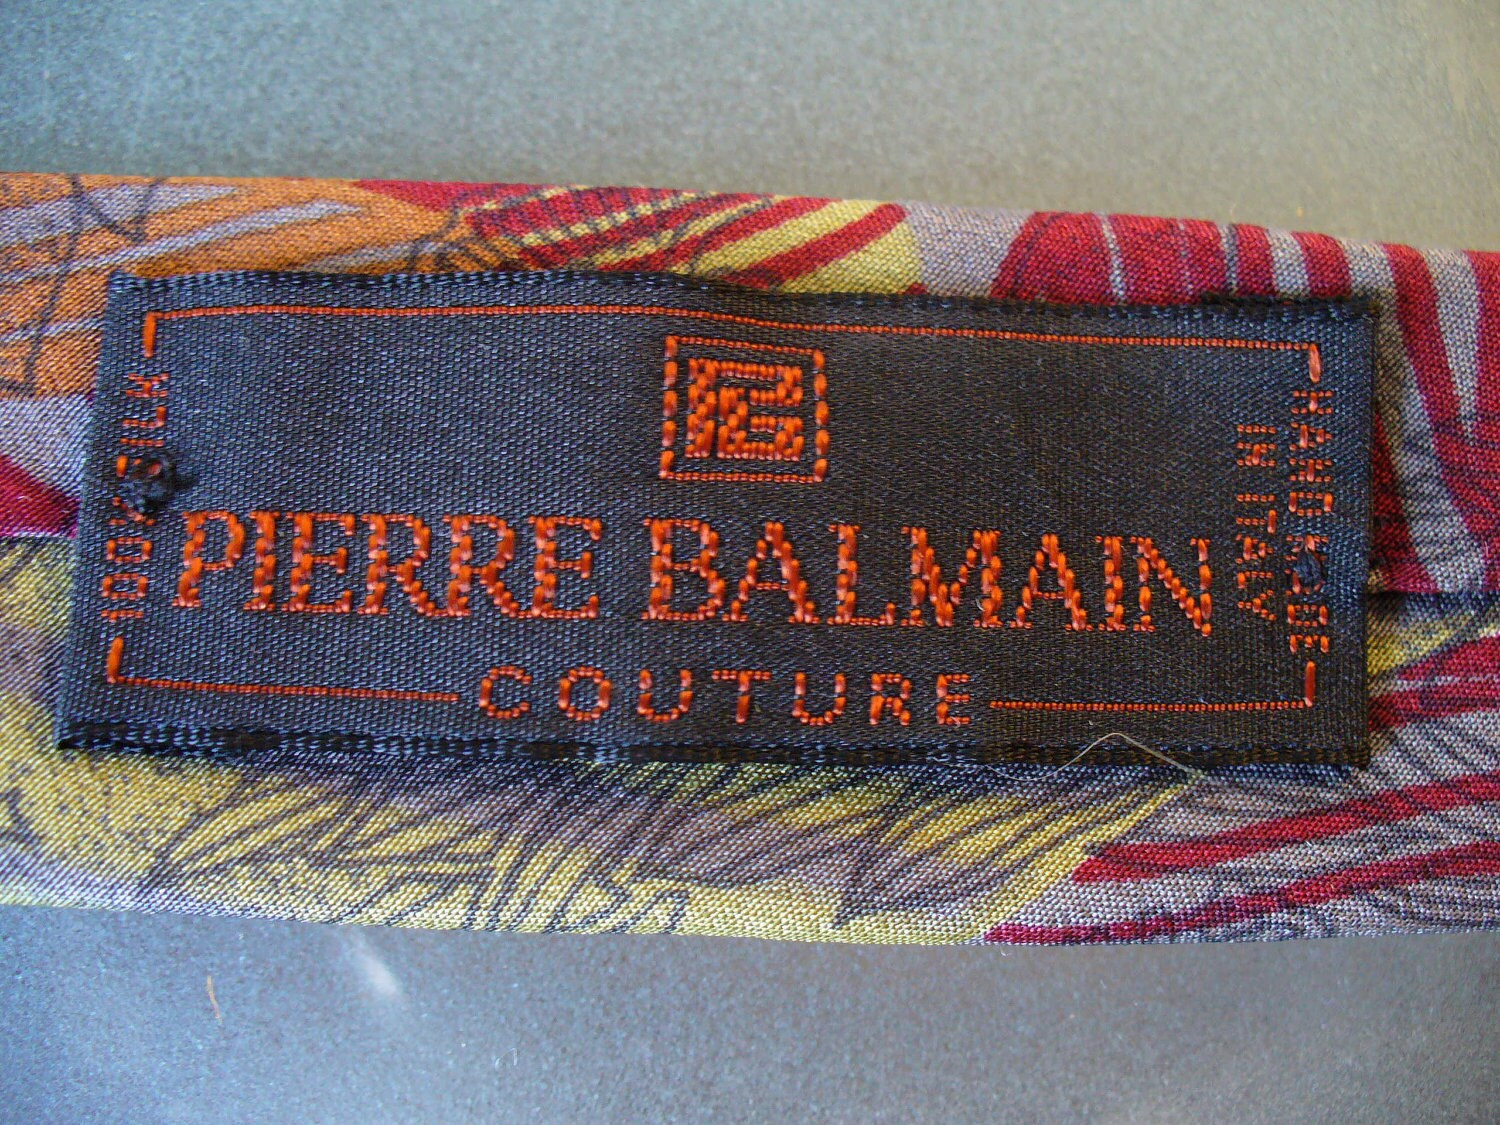 PIERRE BALMAIN
COUTURE
100% SILK
HAND MADE
IN ITALY